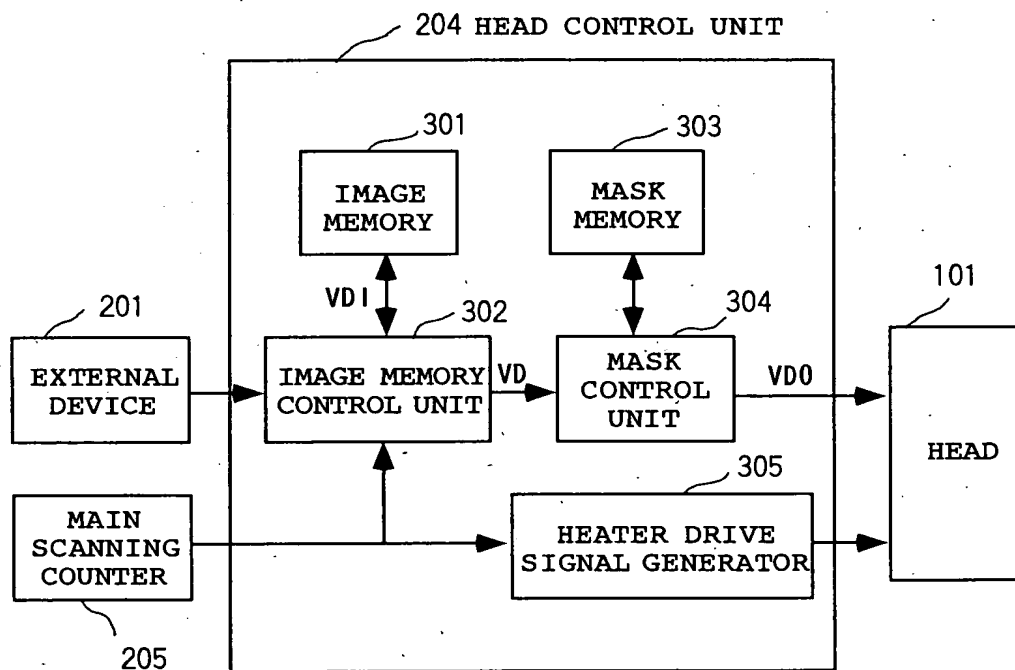 204 HEAD CONTROL UNIT
301
303
IMAGE
MEMORY
MASK
MEMORY
VDI
302
304
101
201
EXTERNAL
DEVICE
IMAGE MEMORY
CONTROL UNIT
VD
MASK
CONTROL
UNIT
VDO
HEAD
305
MAIN
SCANNING
COUNTER
HEATER DRIVE
SIGNAL GENERATOR
205